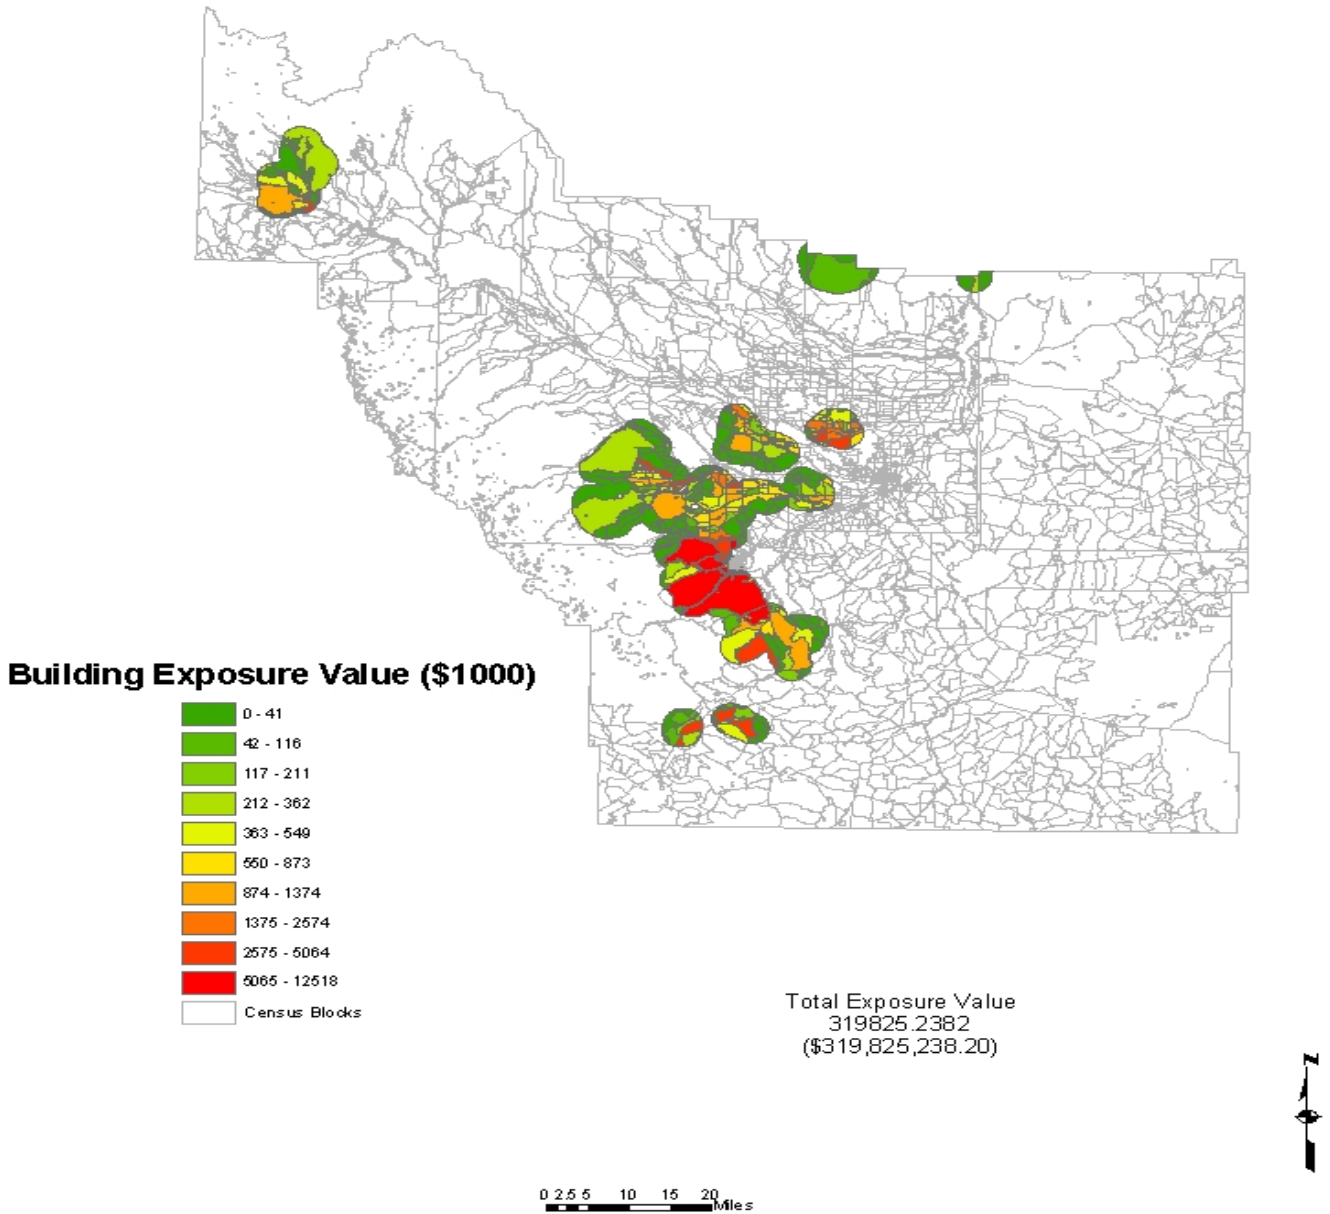 Building Exposure Value ($1000)
0 - 41
42 - 116
117 - 211
212 - 362
363 - 549
550 - 873
874 - 1374
1375 - 2574
2575 - 5064
5065 - 12518
Census Blocks
Total Exposure Value
319825.2382
($319,825,238.20)
N
0 2.5 5 10 15 20
Miles